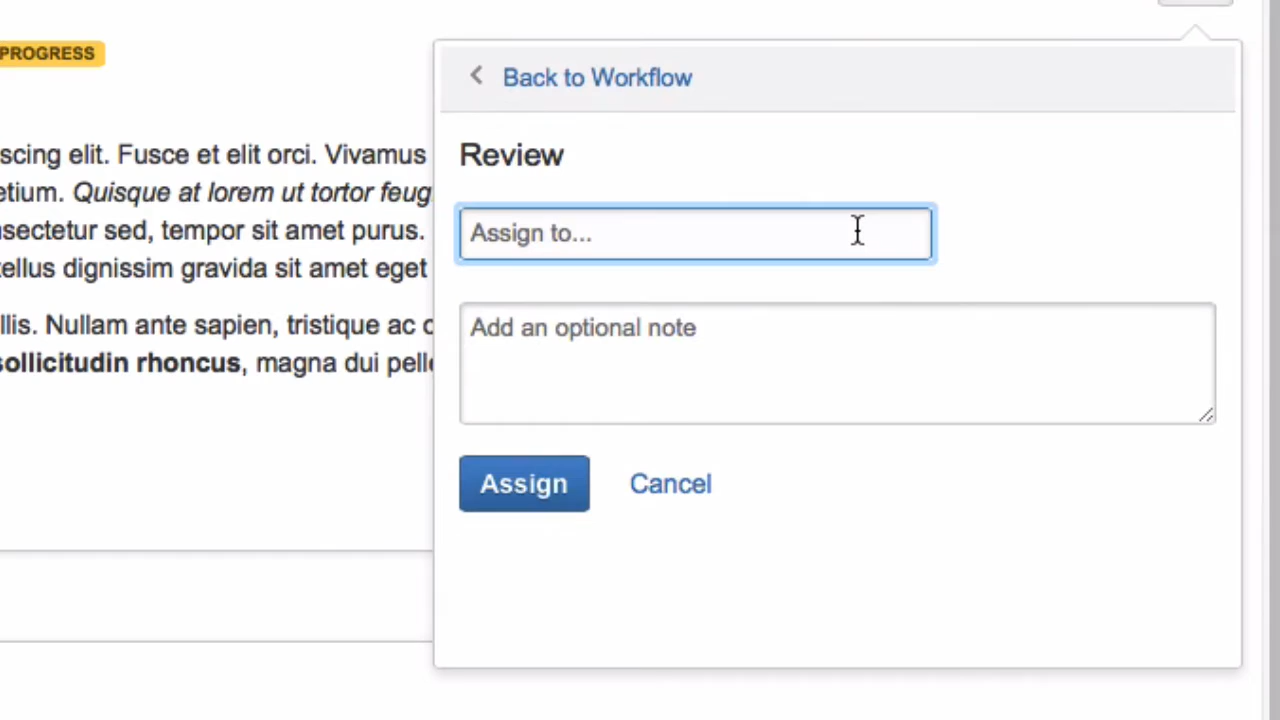 PROGRESS
Back to Workflow
Review
scing elit. Fusce et elit orci. Vivamus
etium. Quisque at lorem ut tortor feug
Assign to...
sectetur sed, tempor sit amet purus.
tellus dignissim gravida sit amet eget
Add an optional note
llis. Nullam ante sapien, tristique ac
sollicitudin rhoncus, magna dui pelle
Assign Cancel